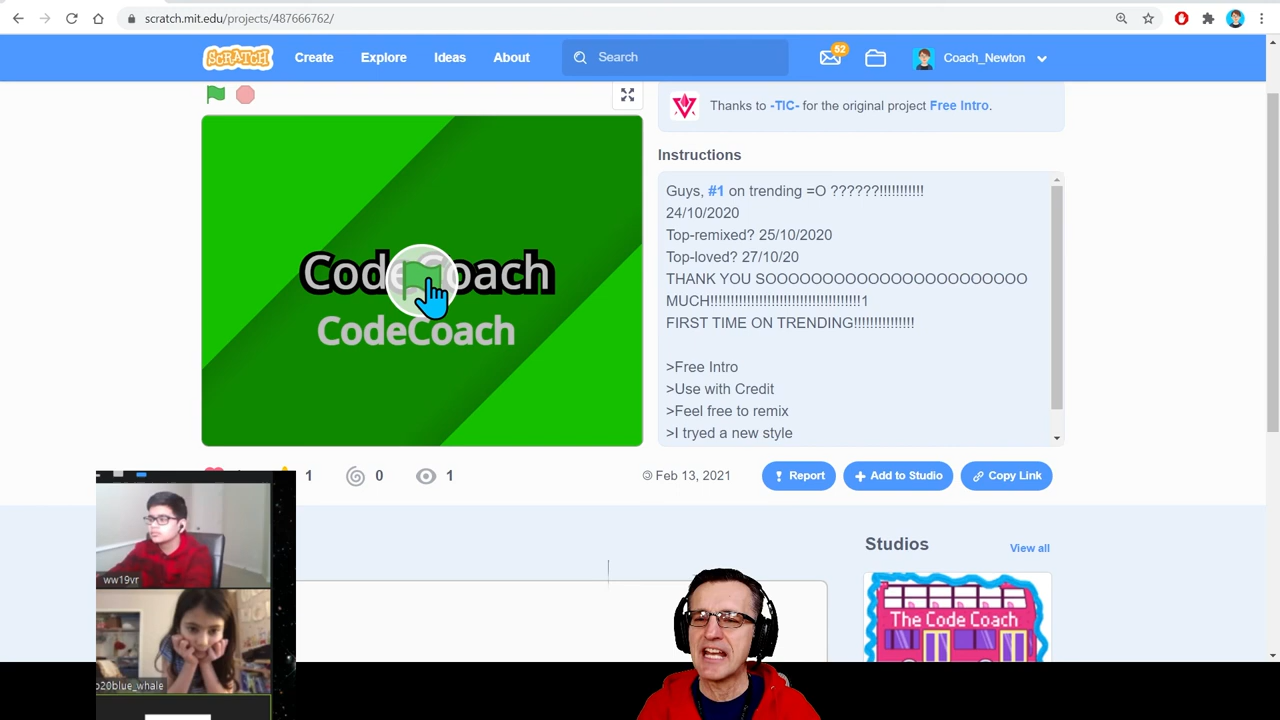 scratch.mit.edu/projects/487666762/
SCRATCH
Create
Explore
Ideas
About
Search
52
Coach_Newton
Thanks to -TIC- for the original project Free Intro.
Instructions
Guys, #1 on trending =O ??????!!!!!!!!!!!
24/10/2020
Top-remixed? 25/10/2020
Top-loved? 27/10/20
THANK YOU SOOOOOOOOOOOOOOOOOOOOOOO
MUCH!!!!!!!!!!!!!!!!!!!!!!!!!!!!!!!!!!!!!1
FIRST TIME ON TRENDING!!!!!!!!!!!!!!
>Free Intro
>Use with Credit
>Feel free to remix
>I tryed a new style
CodeCoach
CodeCoach
1
0
1
Feb 13, 2021
Report
Add to Studio
Copy Link
Studios
View all
The Code Coach
ww19vr
o20blue_whale